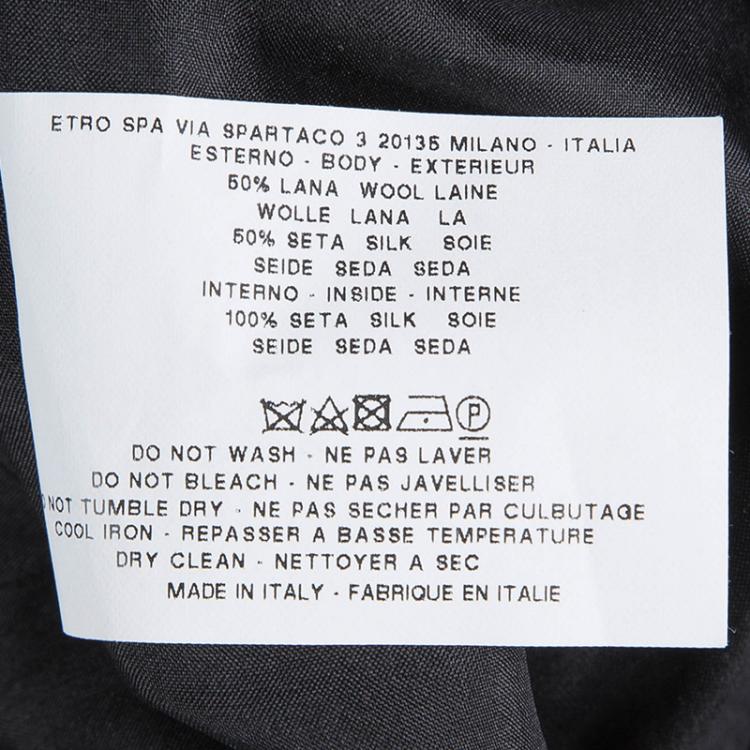 ETRO SPA VIA SPARTACO 3 20135 MILANO - ITALIA
ESTERNO - BODY - EXTERIEUR
50% LANA WOOL LAINE
WOLLE LANA LA
50% SETA SILK SOIE
SEIDE SEDA SEDA
INTERNO - INSIDE - INTERNE
100% SETA SILK SOIE
SEIDE SEDA SEDA
P
DO NOT WASH - NE PAS LAVER
DO NOT BLEACH - NE PAS JAVELLISER
NOT TUMBLE DRY - NE PAS SECHER PAR CULBUTAGE
COOL IRON - REPASSER A BASSE TEMPERATURE
DRY CLEAN - NETTOYER A SEC
MADE IN ITALY - FABRIQUE EN ITALIE